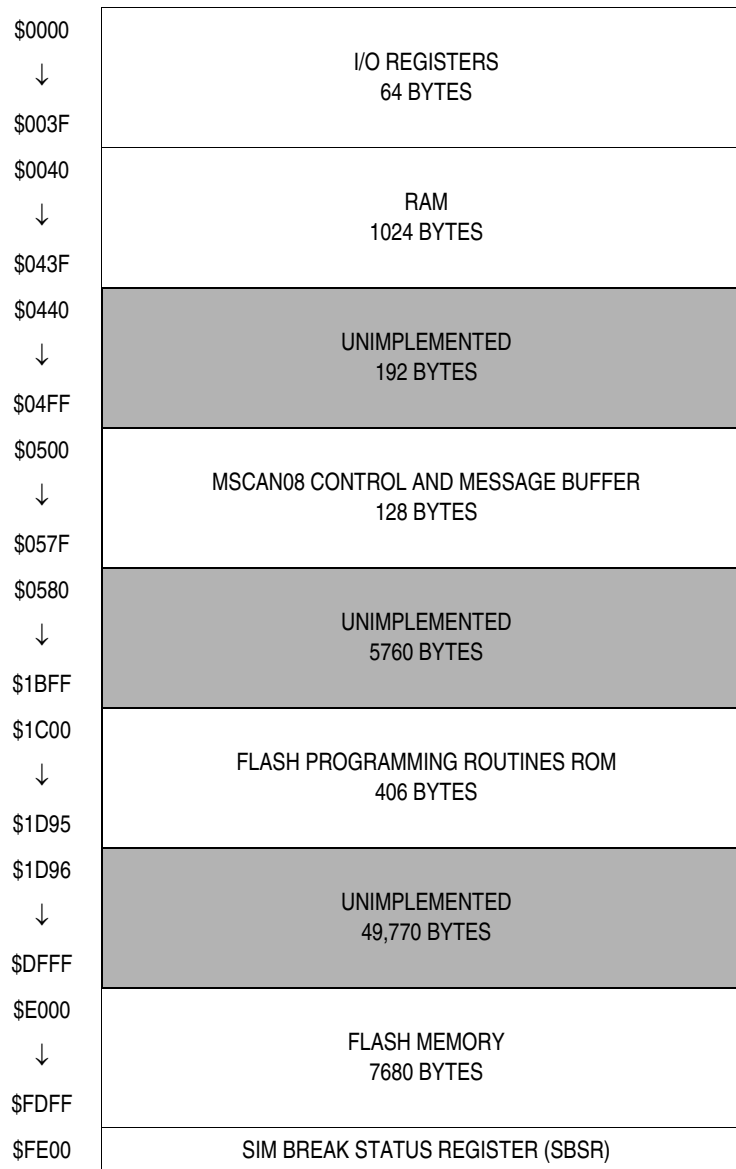 $0000
↓
$003F
I/O REGISTERS
64 BYTES
$0040
↓
$043F
RAM
1024 BYTES
$0440
↓
$04FF
UNIMPLEMENTED
192 BYTES
$0500
↓
$057F
MSCAN08 CONTROL AND MESSAGE BUFFER
128 BYTES
$0580
↓
$1BFF
UNIMPLEMENTED
5760 BYTES
$1C00
↓
$1D95
FLASH PROGRAMMING ROUTINES ROM
406 BYTES
$1D96
↓
$DFFF
UNIMPLEMENTED
49,770 BYTES
$E000
↓
$FDFF
FLASH MEMORY
7680 BYTES
$FE00
SIM BREAK STATUS REGISTER (SBSR)